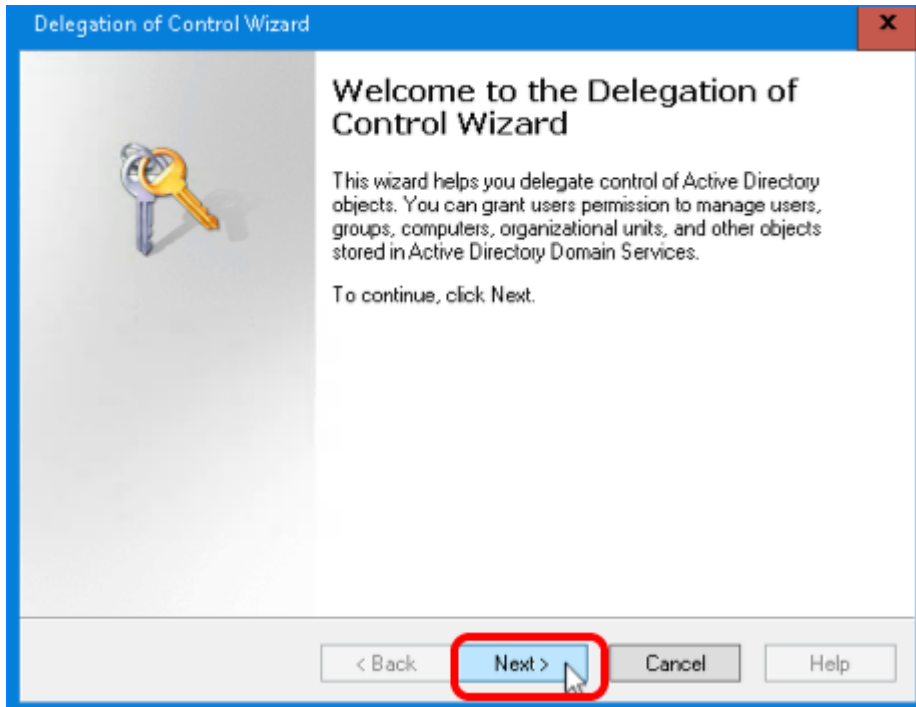 Delegation of Control Wizard
x
Welcome to the Delegation of
Control Wizard
This wizard helps you delegate control of Active Directory
objects. You can grant users permission to manage users,
groups, computers, organizational units, and other objects
stored in Active Directory Domain Services.
To continue, click Next.
< Back Next > Cancel Help